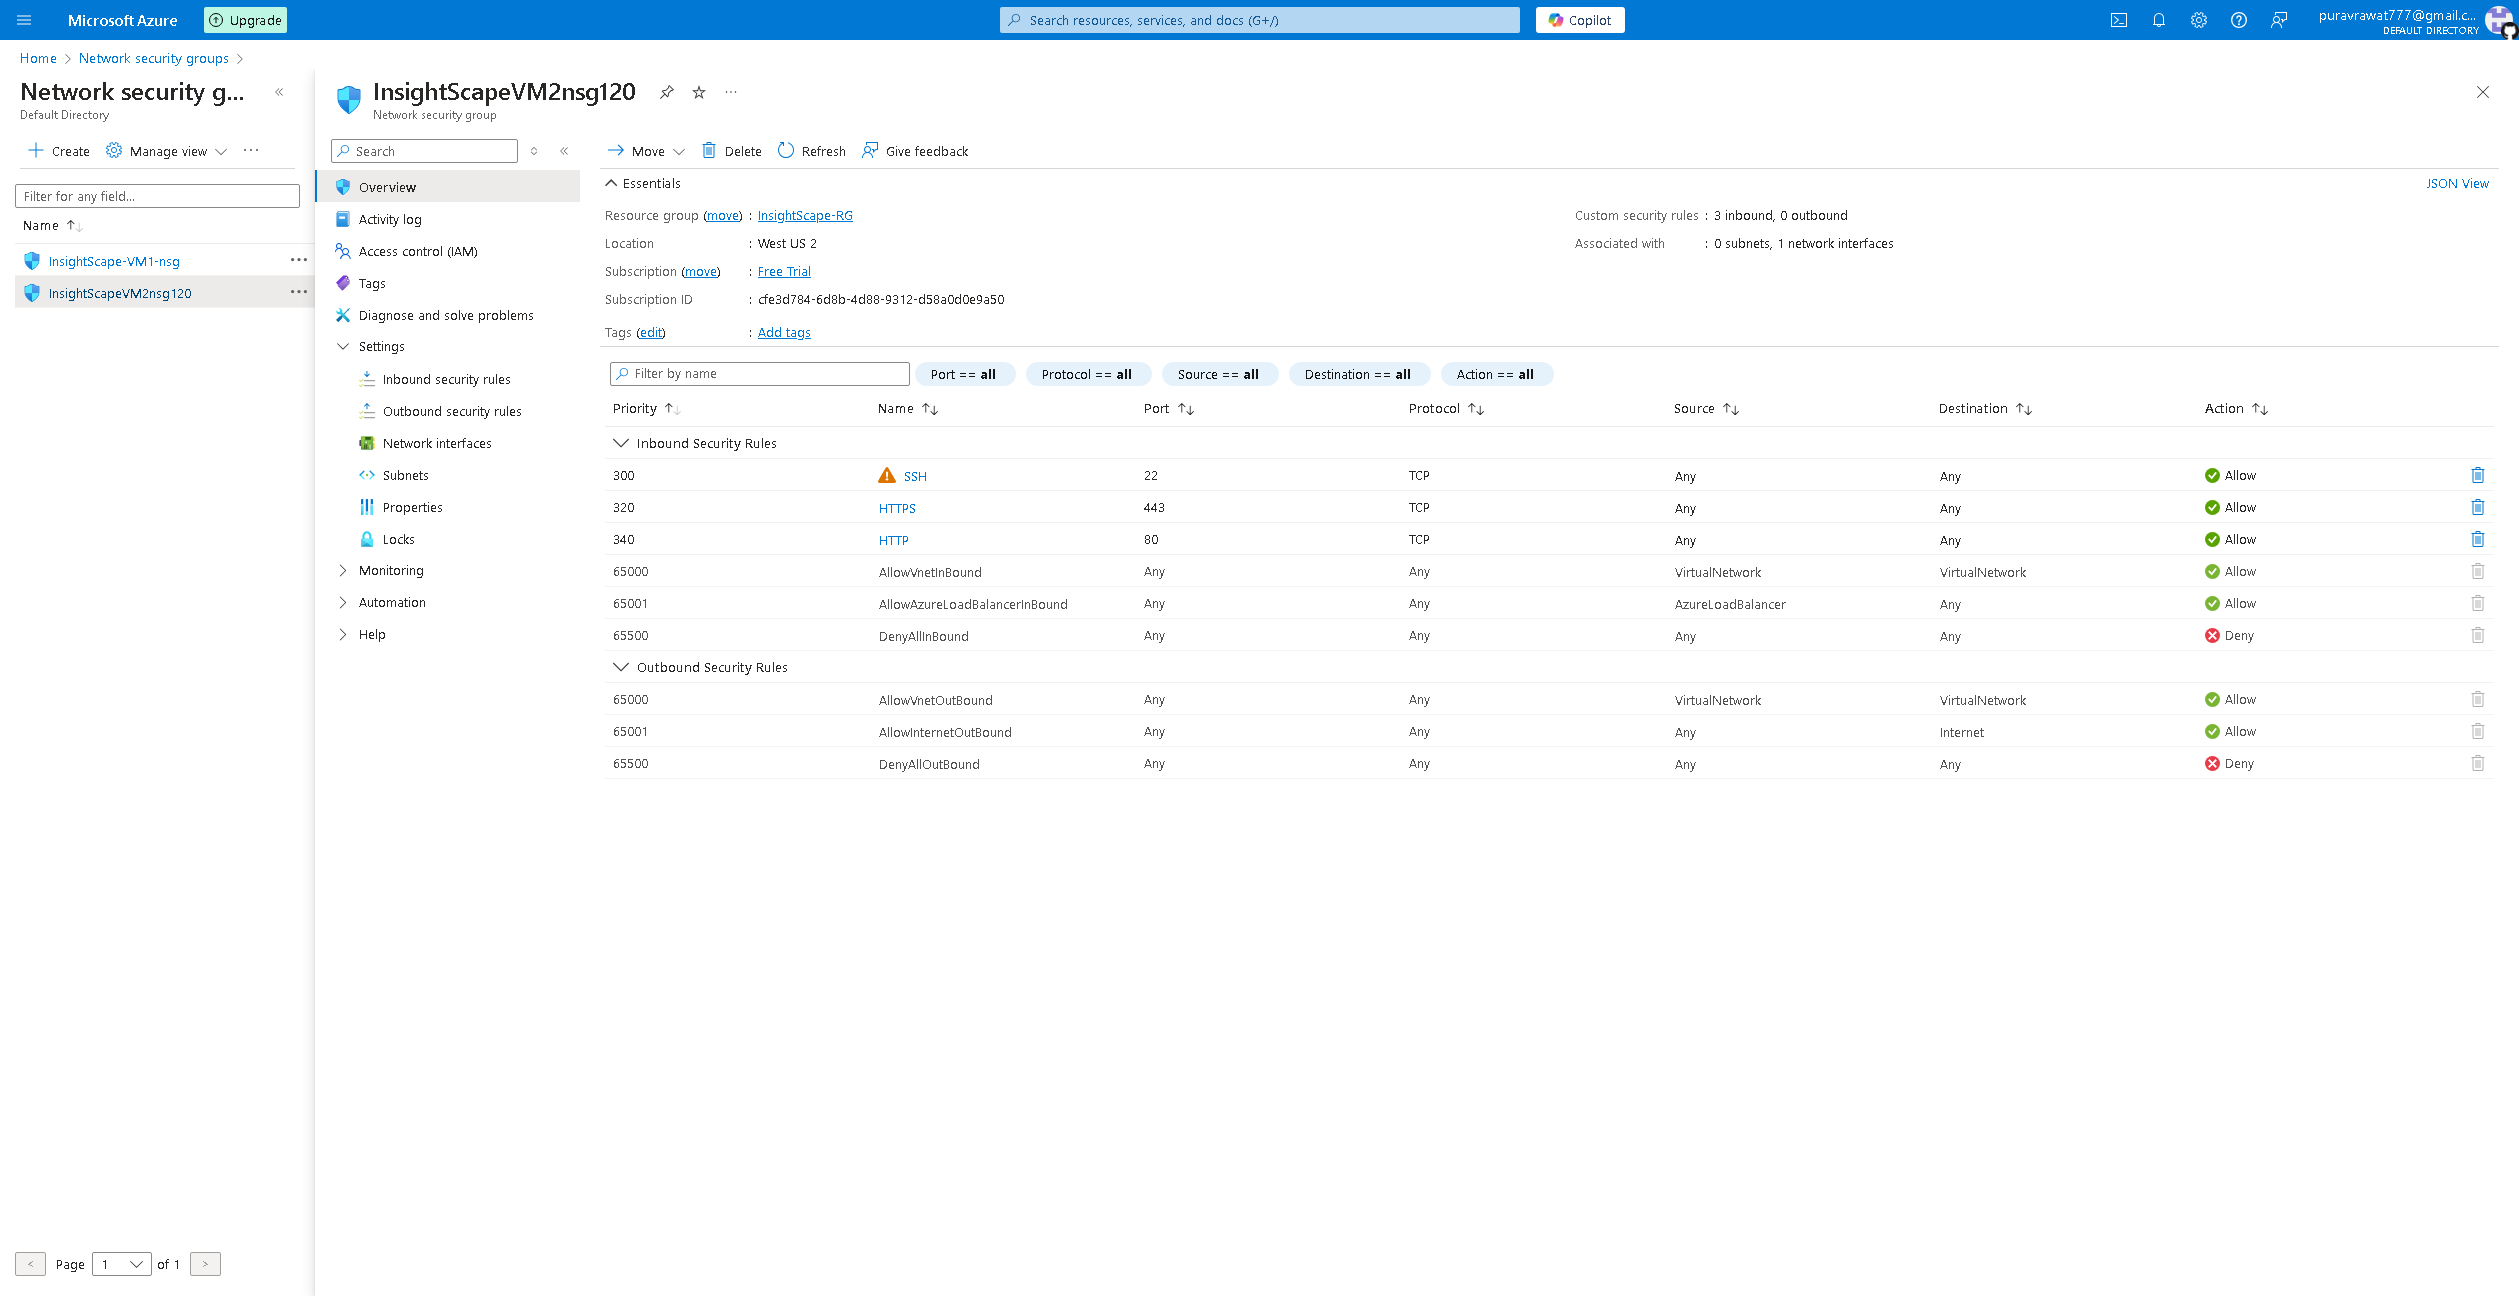 Microsoft Azure
Upgrade
Search resources, services, and docs (G+/)
Copilot
puravrawat777@gmail.c...
DEFAULT DIRECTORY
Home > Network security groups >
Network security g...
Default Directory
Create
Manage view
Filter for any field...
Name
InsightScape-VM1-nsg
InsightScapeVM2nsg120
< Page 1 of 1 >
InsightScapeVM2nsg120
Network security group
Search
Overview
Activity log
Access control (IAM)
Tags
Diagnose and solve problems
Settings
Inbound security rules
Outbound security rules
Network interfaces
Subnets
Properties
Locks
Monitoring
Automation
Help
Move Delete Refresh Give feedback
Essentials
JSON View
Resource group (move) : InsightScape-RG
Location : West US 2
Subscription (move) : Free Trial
Subscription ID : cfe3d784-6d8b-4d88-9312-d58a0d0e9a50
Tags (edit) : Add tags
Custom security rules : 3 inbound, 0 outbound
Associated with : 0 subnets, 1 network interfaces
Filter by name Port == all Protocol == all Source == all Destination == all Action == all
Priority Name Port Protocol Source Destination Action
Inbound Security Rules
300 SSH 22 TCP Any Any Allow
320 HTTPS 443 TCP Any Any Allow
340 HTTP 80 TCP Any Any Allow
65000 AllowVnetInBound Any Any VirtualNetwork VirtualNetwork Allow
65001 AllowAzureLoadBalancerInBound Any Any AzureLoadBalancer Any Allow
65500 DenyAllInBound Any Any Any Any Deny
Outbound Security Rules
65000 AllowVnetOutBound Any Any VirtualNetwork VirtualNetwork Allow
65001 AllowInternetOutBound Any Any Any Internet Allow
65500 DenyAllOutBound Any Any Any Any Deny